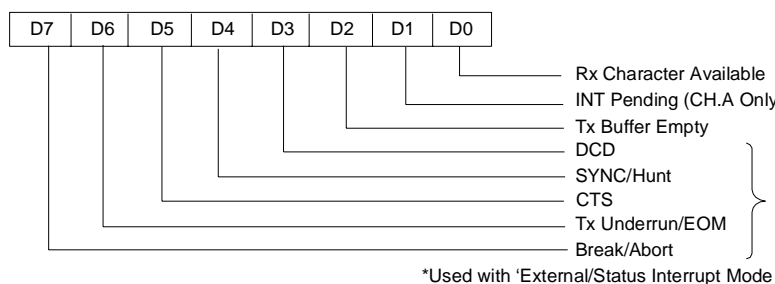 D7 D6 D5 D4 D3 D2 D1 D0
Rx Character Available
INT Pending (CH.A Only
Tx Buffer Empty
DCD
SYNC/Hunt
CTS
Tx Underrun/EOM
Break/Abort
*Used with ‘External/Status Interrupt Mode